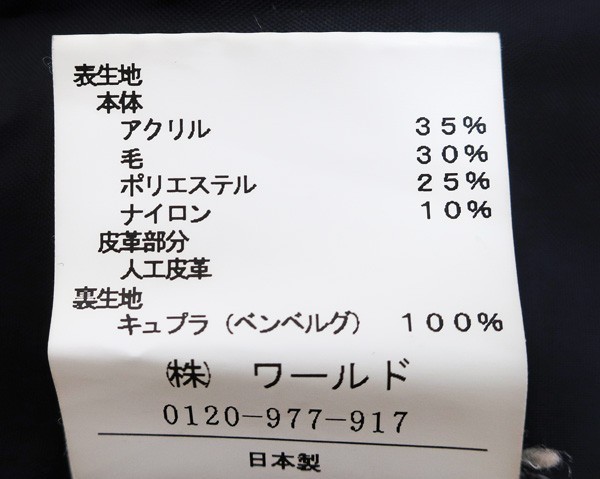 表生地
本体
アクリル 35%
毛 30%
ポリエステル 25%
ナイロン 10%
皮革部分
人工皮革
裏生地
キュプラ(ベンベルグ) 100%
㈱ ワールド
0120-977-917
日本製